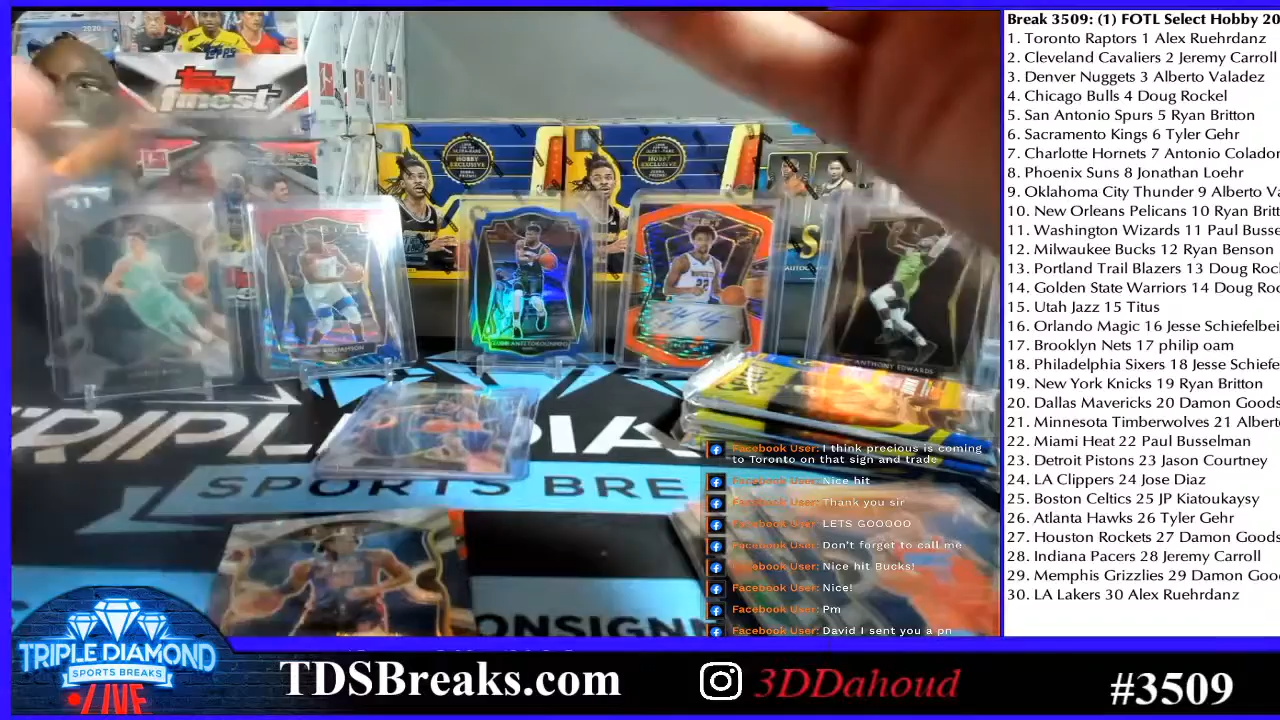 Break 3509: (1) FOTL Select Hobby 20
1. Toronto Raptors 1 Alex Ruehrdanz
2. Cleveland Cavaliers 2 Jeremy Carroll
3. Denver Nuggets 3 Alberto Valadez
4. Chicago Bulls 4 Doug Rockel
5. San Antonio Spurs 5 Ryan Britton
6. Sacramento Kings 6 Tyler Gehr
7. Charlotte Hornets 7 Antonio Colador
8. Phoenix Suns 8 Jonathan Loehr
9. Oklahoma City Thunder 9 Alberto Va
10. New Orleans Pelicans 10 Ryan Britt
11. Washington Wizards 11 Paul Busse
12. Milwaukee Bucks 12 Ryan Benson
13. Portland Trail Blazers 13 Doug Roc
14. Golden State Warriors 14 Doug Ro
15. Utah Jazz 15 Titus
16. Orlando Magic 16 Jesse Schiefelbei
17. Brooklyn Nets 17 philip oam
18. Philadelphia Sixers 18 Jesse Schiefe
19. New York Knicks 19 Ryan Britton
20. Dallas Mavericks 20 Damon Goods
21. Minnesota Timberwolves 21 Albert
22. Miami Heat 22 Paul Busselman
23. Detroit Pistons 23 Jason Courtney
24. LA Clippers 24 Jose Diaz
25. Boston Celtics 25 JP Kiatoukaysy
26. Atlanta Hawks 26 Tyler Gehr
27. Houston Rockets 27 Damon Goods
28. Indiana Pacers 28 Jeremy Carroll
29. Memphis Grizzlies 29 Damon Goo
30. LA Lakers 30 Alex Ruehrdanz
2020
Topps
Topps
finest
HOBBY
EXCLUSIVE
HOBBY
EXCLUSIVE
SELECT
ANTHONY EDWARDS
TRIPL
IA
SPORTS BRE
ONSIGN
Facebook User: I think precious is coming
to Toronto on that sign and trade
Facebook User: Nice hit
Facebook User: Thank you sir
Facebook User: LETS GOOOOO
Facebook User: Don't forget to call me
Facebook User: Nice hit Bucks!
Facebook User: Nice!
Facebook User: Pm
Facebook User: David I sent you a pn
TRIPLE DIAMOND
SPORTS BREAKS
LIVE
TDSBreaks.com
3DDahoud
#3509